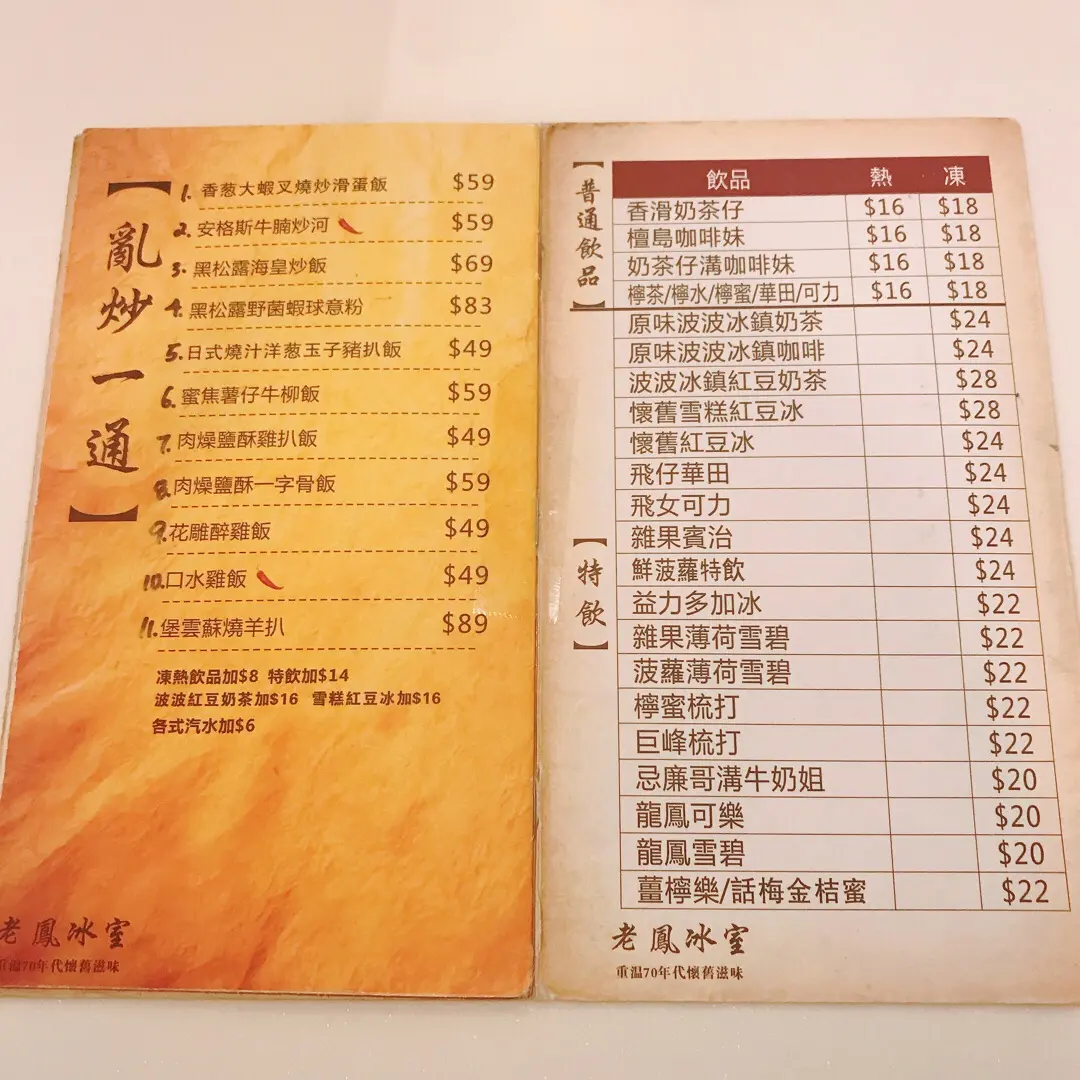 【亂炒一通】
1. 香葱大蝦叉燒炒滑蛋飯 $59
2. 安格斯牛腩炒河 $59
3. 黑松露海皇炒飯 $69
4. 黑松露野菌蝦球意粉 $83
5. 日式燒汁洋葱玉子豬扒飯 $49
6. 蜜焦薯仔牛柳飯 $59
7. 肉燥鹽酥雞扒飯 $49
8. 肉燥鹽酥一字骨飯 $59
9. 花雕醉雞飯 $49
10. 口水雞飯 $49
11. 堡雲蘇燒羊扒 $89
凍熱飲品加$8 特飲加$14
波波紅豆奶茶加$16 雪糕紅豆冰加$16
各式汽水加$6
老鳳冰室
重溫70年代懷舊滋味
【普通飲品】
飲品 熱 凍
香滑奶茶仔 $16 $18
檀島咖啡妹 $16 $18
奶茶仔溝咖啡妹 $16 $18
檸茶/檸水/檸蜜/華田/可力 $16 $18
【特飲】
原味波波冰鎮奶茶 $24
原味波波冰鎮咖啡 $24
波波冰鎮紅豆奶茶 $28
懷舊雪糕紅豆冰 $28
懷舊紅豆冰 $24
飛仔華田 $24
飛女可力 $24
雜果賓治 $24
鮮菠蘿特飲 $24
益力多加冰 $22
雜果薄荷雪碧 $22
菠蘿薄荷雪碧 $22
檸蜜梳打 $22
巨峰梳打 $22
忌廉哥溝牛奶姐 $20
龍鳳可樂 $20
龍鳳雪碧 $20
薑檸樂/話梅金桔蜜 $22
老鳳冰室
重溫70年代懷舊滋味